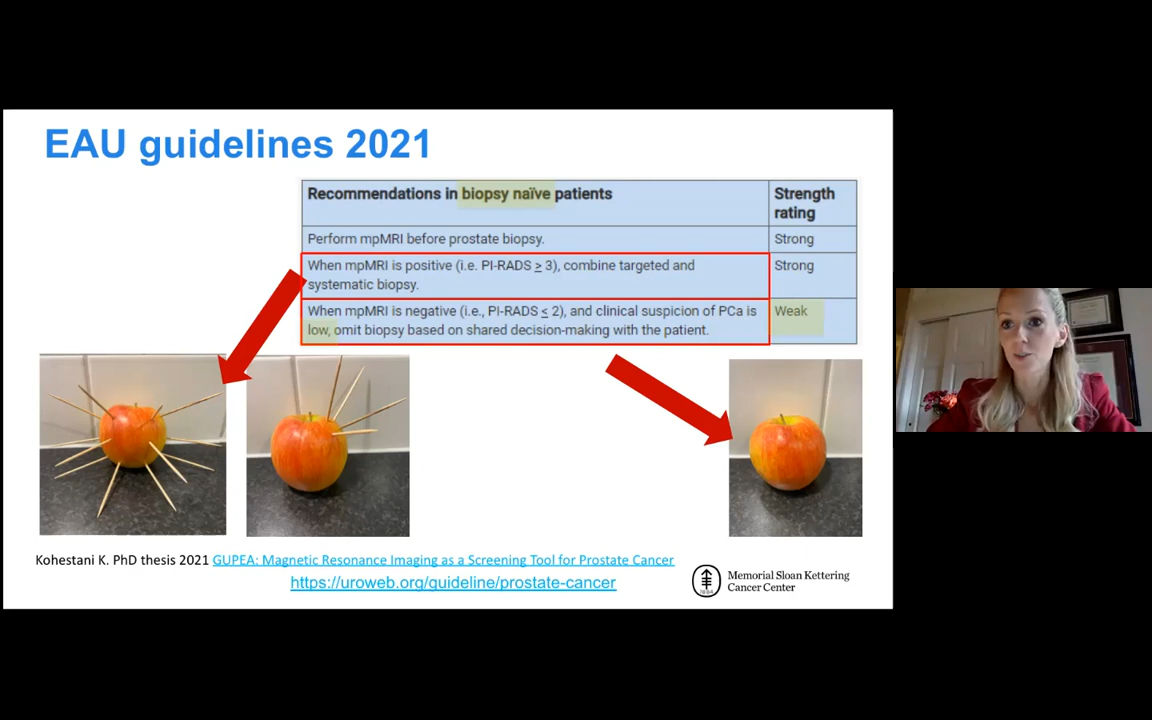 EAU guidelines 2021
Recommendations in biopsy naïve patients
Strength
rating
Perform mpMRI before prostate biopsy.
Strong
When mpMRI is positive (i.e. PI-RADS ≥ 3), combine targeted and
systematic biopsy.
Strong
When mpMRI is negative (i.e., PI-RADS ≤ 2), and clinical suspicion of PCa is
low, omit biopsy based on shared decision-making with the patient.
Weak
Kohestani K. PhD thesis 2021 GUPEA: Magnetic Resonance Imaging as a Screening Tool for Prostate Cancer
https://uroweb.org/guideline/prostate-cancer
Memorial Sloan Kettering
Cancer Center